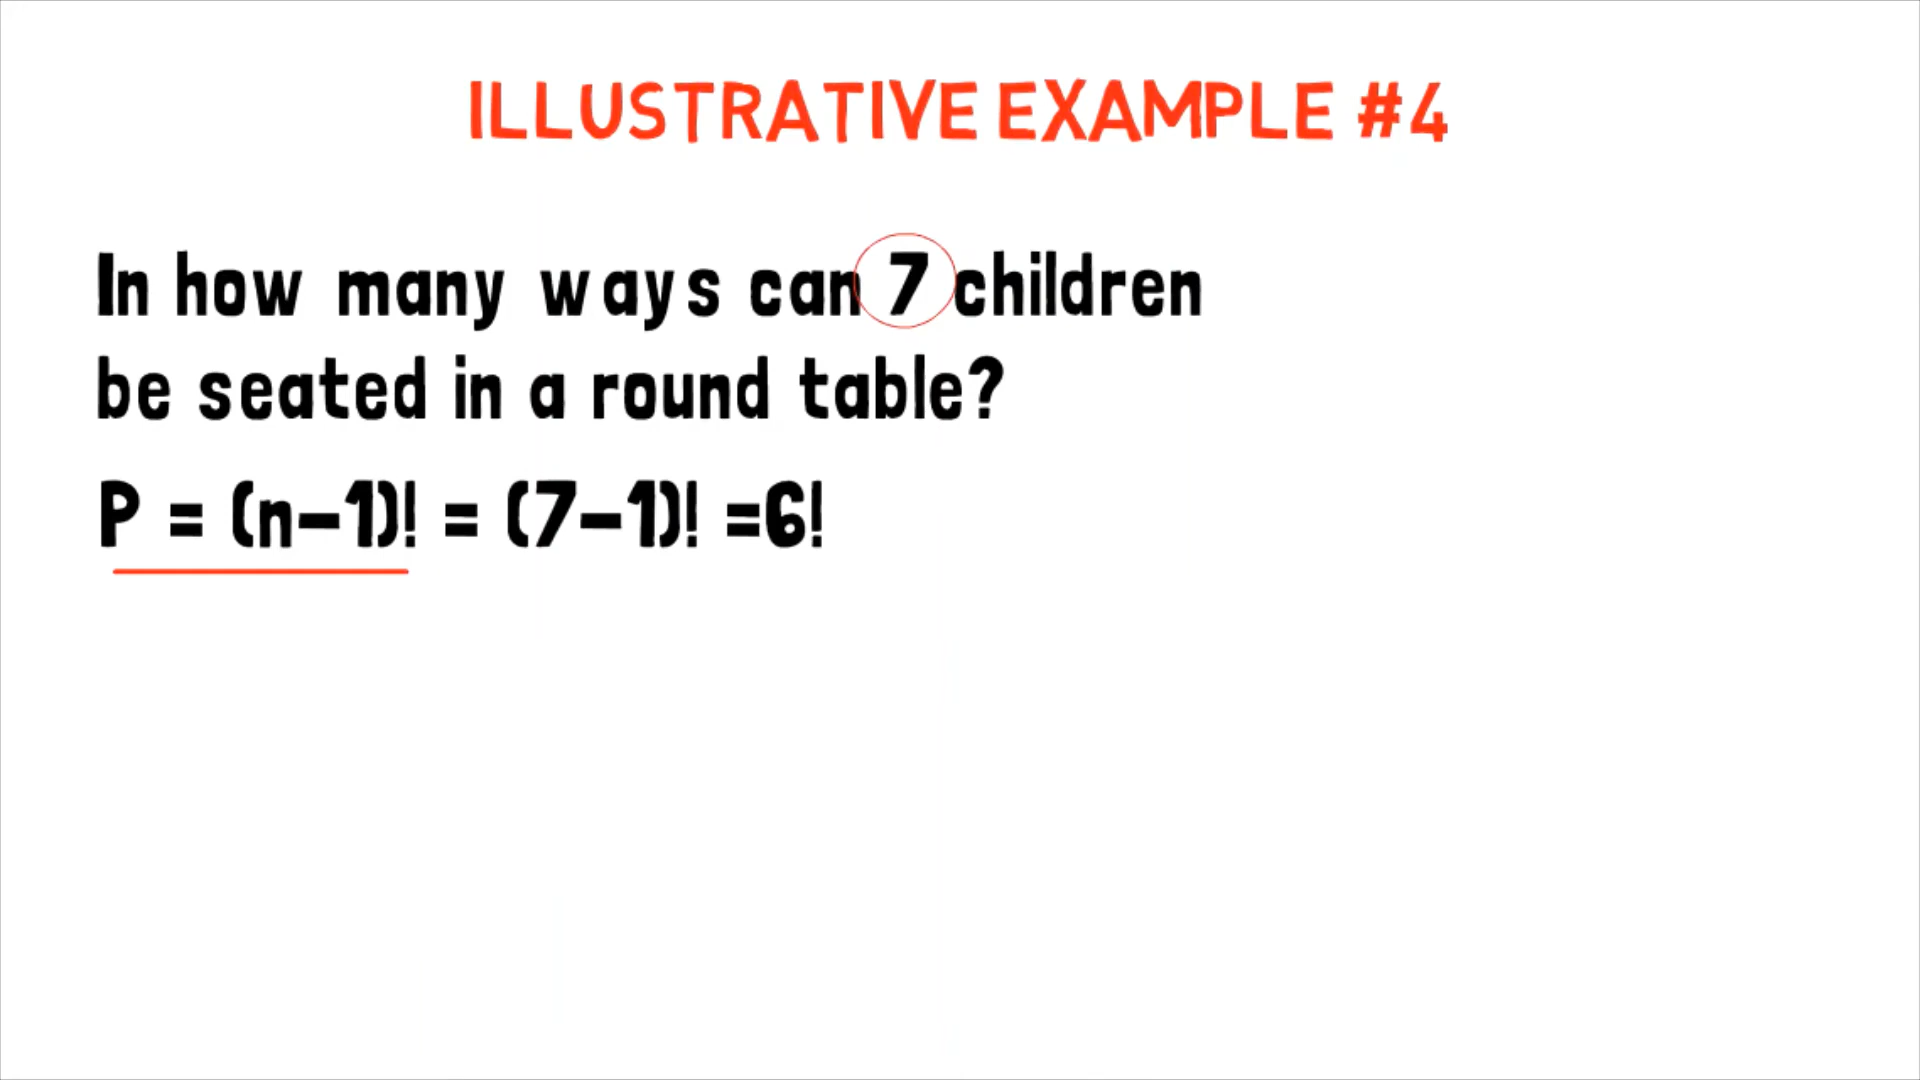 ILLUSTRATIVE EXAMPLE #4
In how many ways can 7 children
be seated in a round table?
P = (n-1)! = (7-1)! =6!